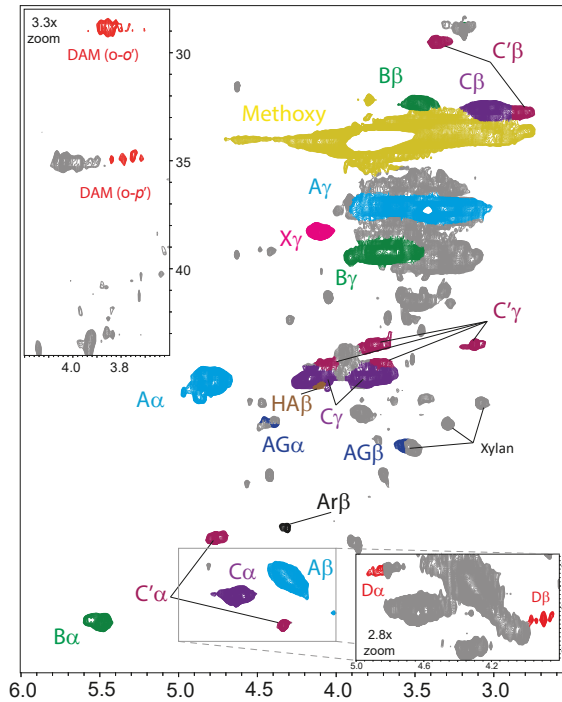 3.3x
zoom
DAM (o-o')
DAM (o-p')
4.0 3.8
30
35
40
C'β
Bβ
Cβ
Methoxy
Aγ
Xγ
Bγ
C'γ
Aα
HAβ
Cγ
AGα
AGβ
Xylan
Arβ
Cα
Aβ
C'α
Bα
Dα
Dβ
2.8x
zoom
5.0 4.6 4.2
6.0 5.5 5.0 4.5 4.0 3.5 3.0